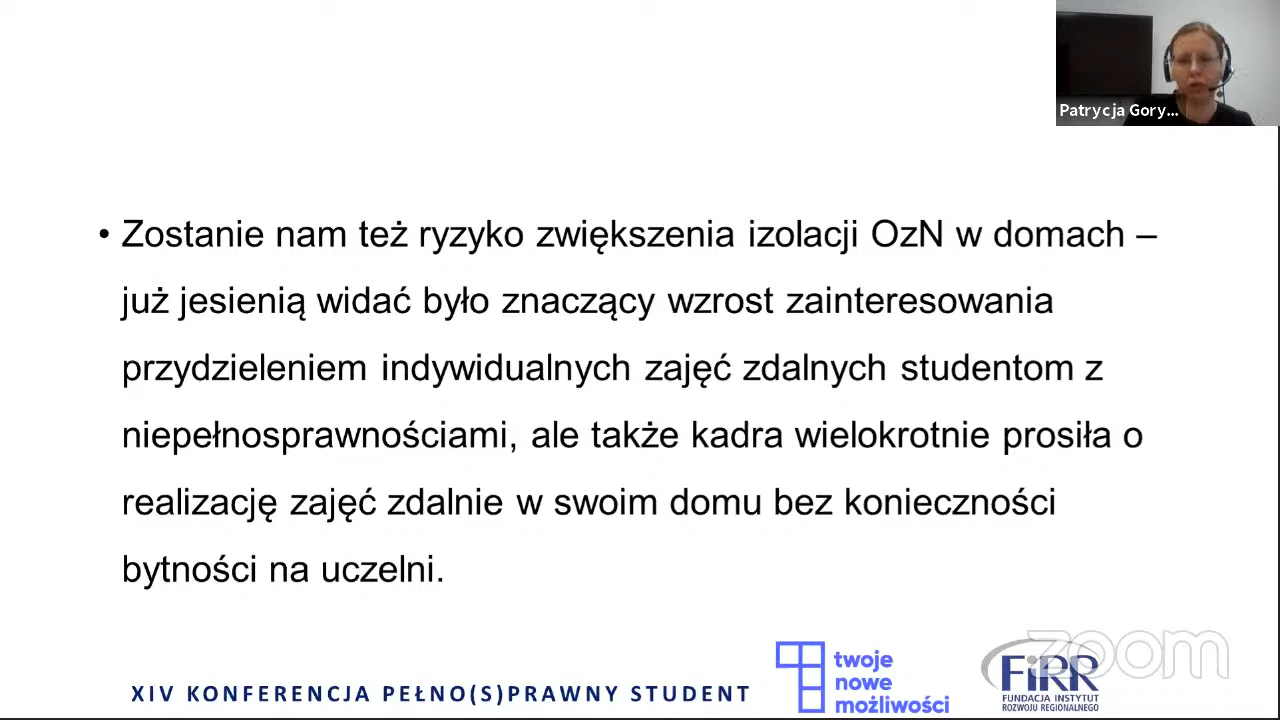 Patrycja Gory...
• Zostanie nam też ryzyko zwiększenia izolacji OzN w domach –
już jesienią widać było znaczący wzrost zainteresowania
przydzieleniem indywidualnych zajęć zdalnych studentom z
niepełnosprawnościami, ale także kadra wielokrotnie prosiła o
realizację zajęć zdalnie w swoim domu bez konieczności
bytności na uczelni.
XIV KONFERENCJA PEŁNO(S)PRAWNY STUDENT
twoje
nowe
możliwości
FiRR
FUNDACJA INSTYTUT
ROZWOJU REGIONALNEGO
zoom